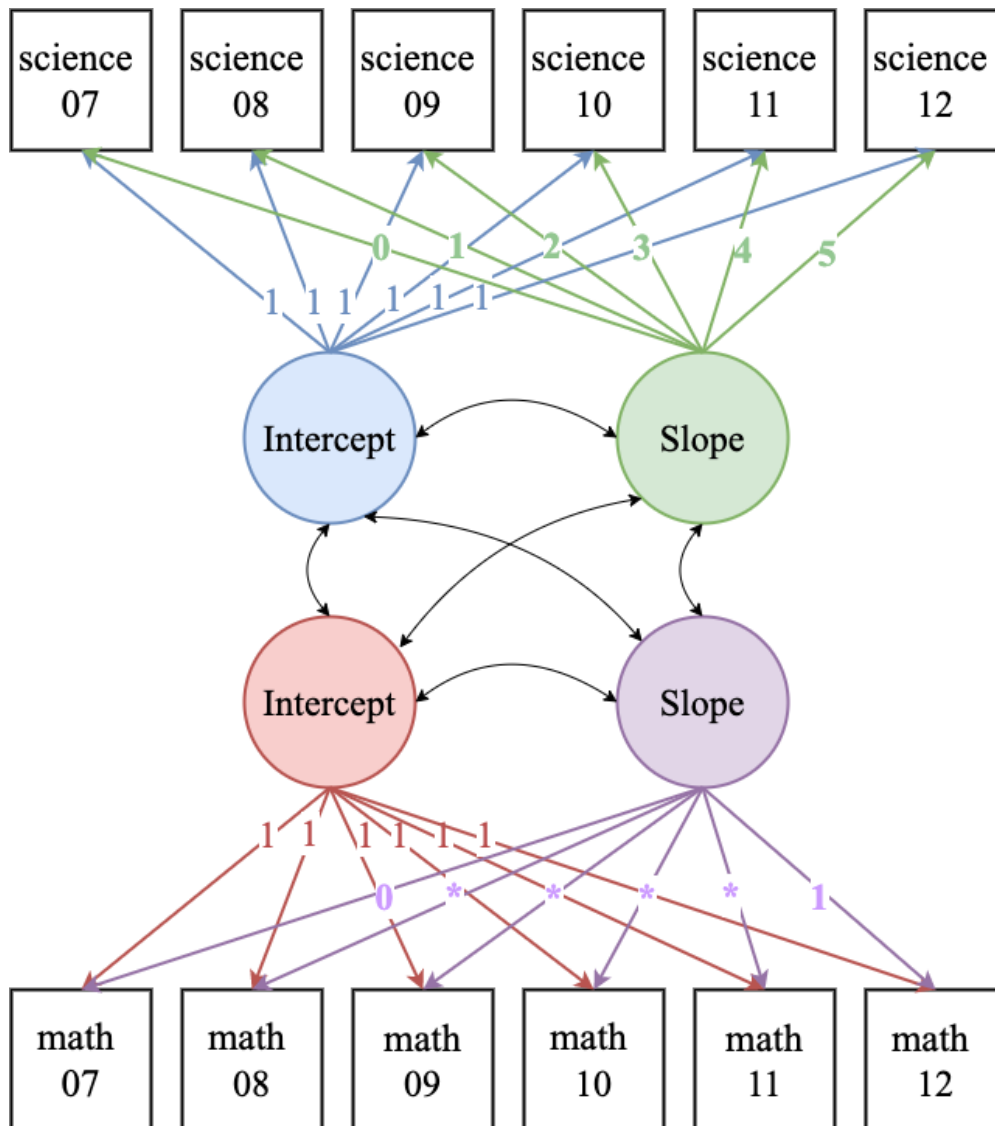 science science science science science science
07 08 09 10 11 12
0 1 2 3 4 5
1 1 1 1 1 1
Intercept Slope
Intercept Slope
1 1 1 1 1 1
0 * * * * 1
math math math math math math
07 08 09 10 11 12